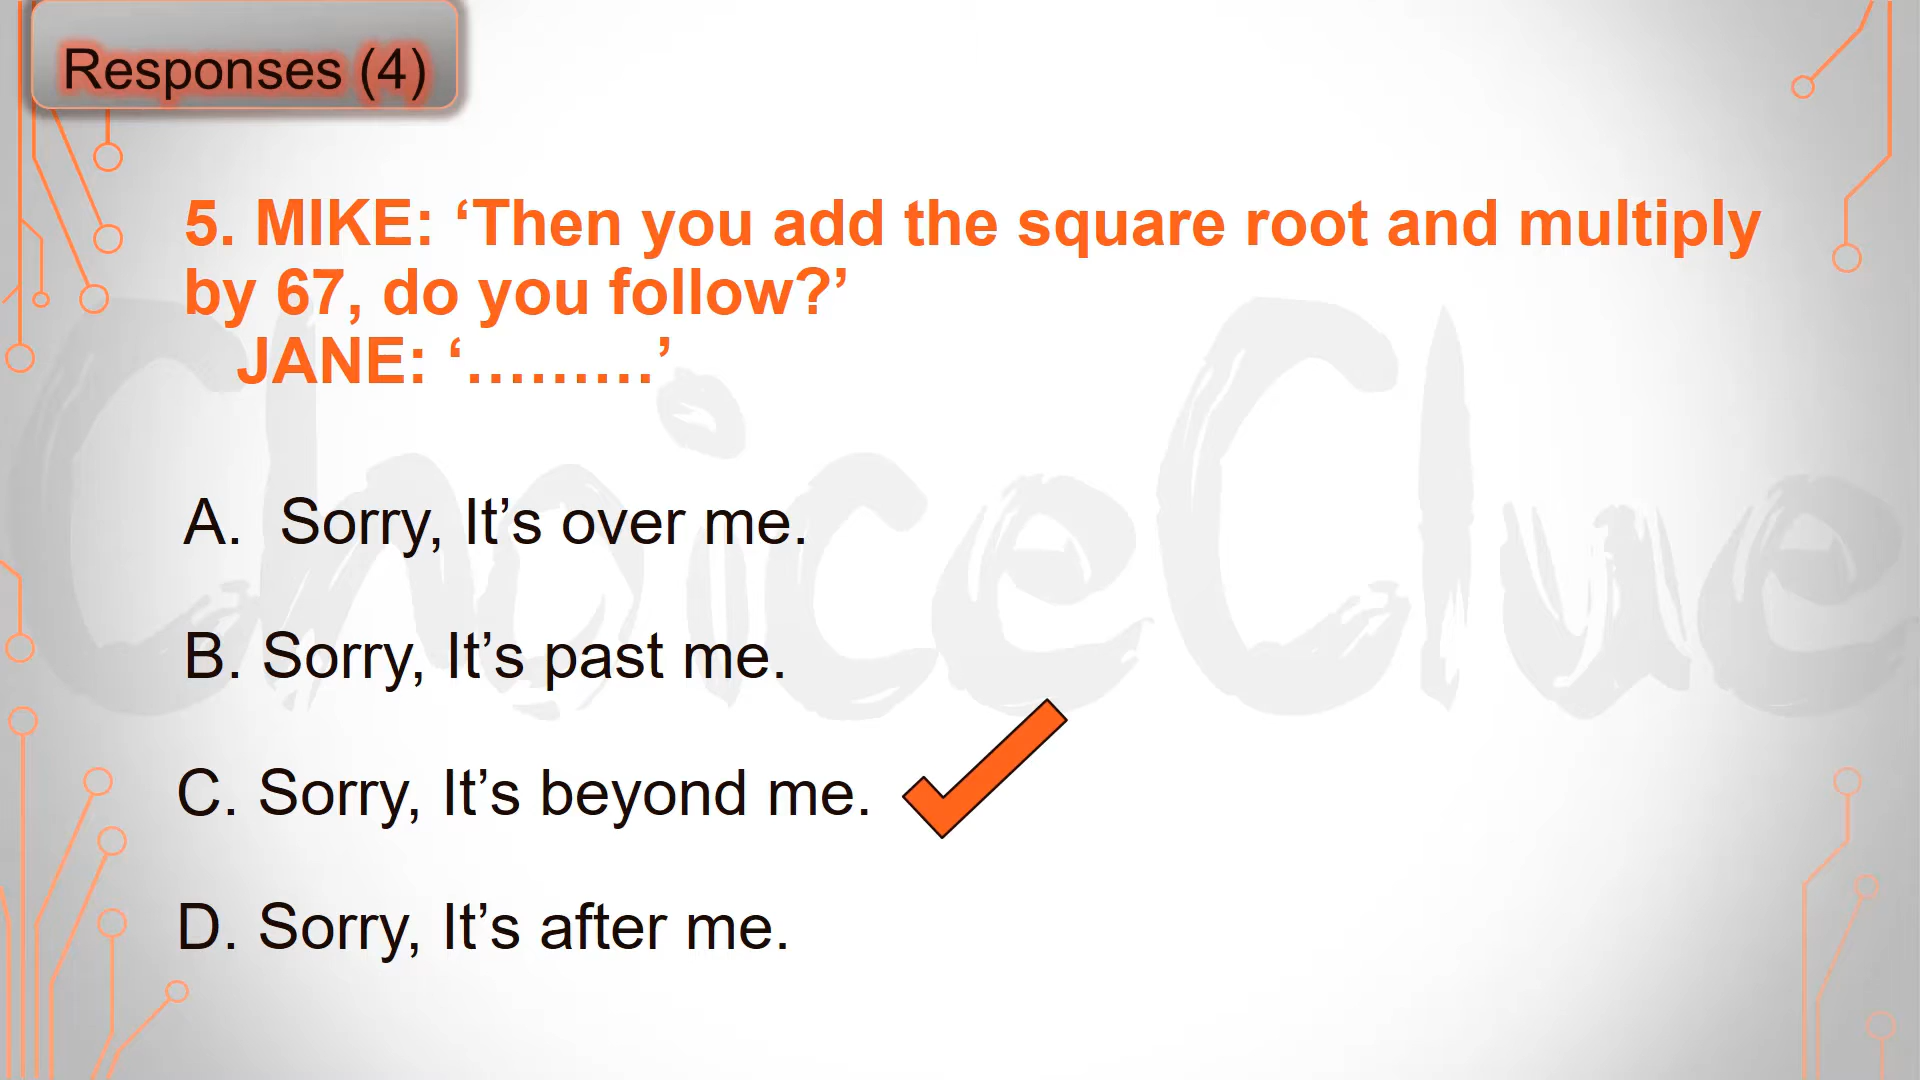 Responses (4)
5. MIKE: ‘Then you add the square root and multiply
by 67, do you follow?’
JANE: ‘………’
A. Sorry, It’s over me.
B. Sorry, It’s past me.
C. Sorry, It’s beyond me.
D. Sorry, It’s after me.
ChoiceClue